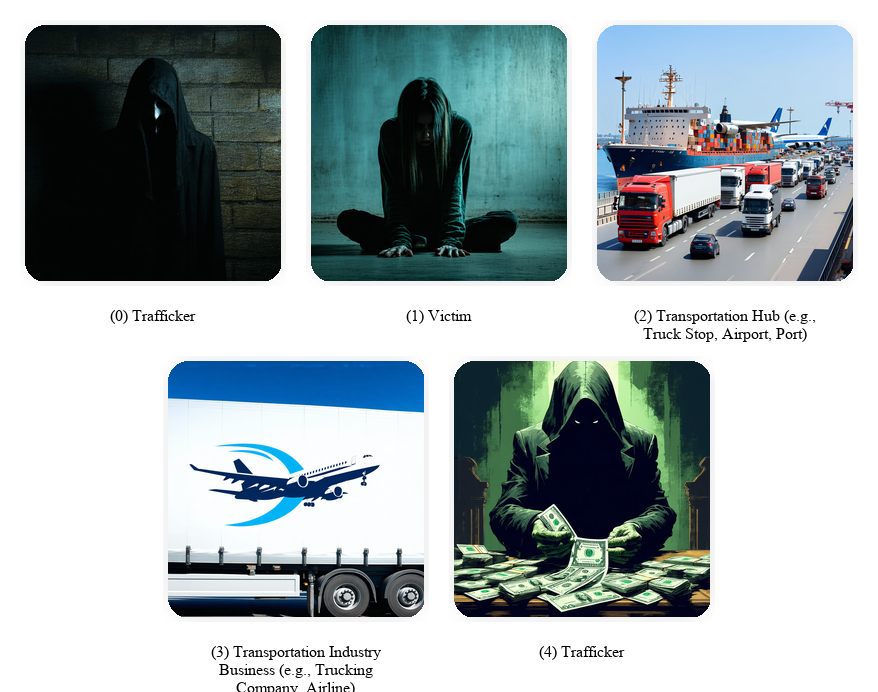 (0) Trafficker
(1) Victim
(2) Transportation Hub (e.g.,
Truck Stop, Airport, Port)
(3) Transportation Industry
Business (e.g., Trucking
Company, Airline)
(4) Trafficker